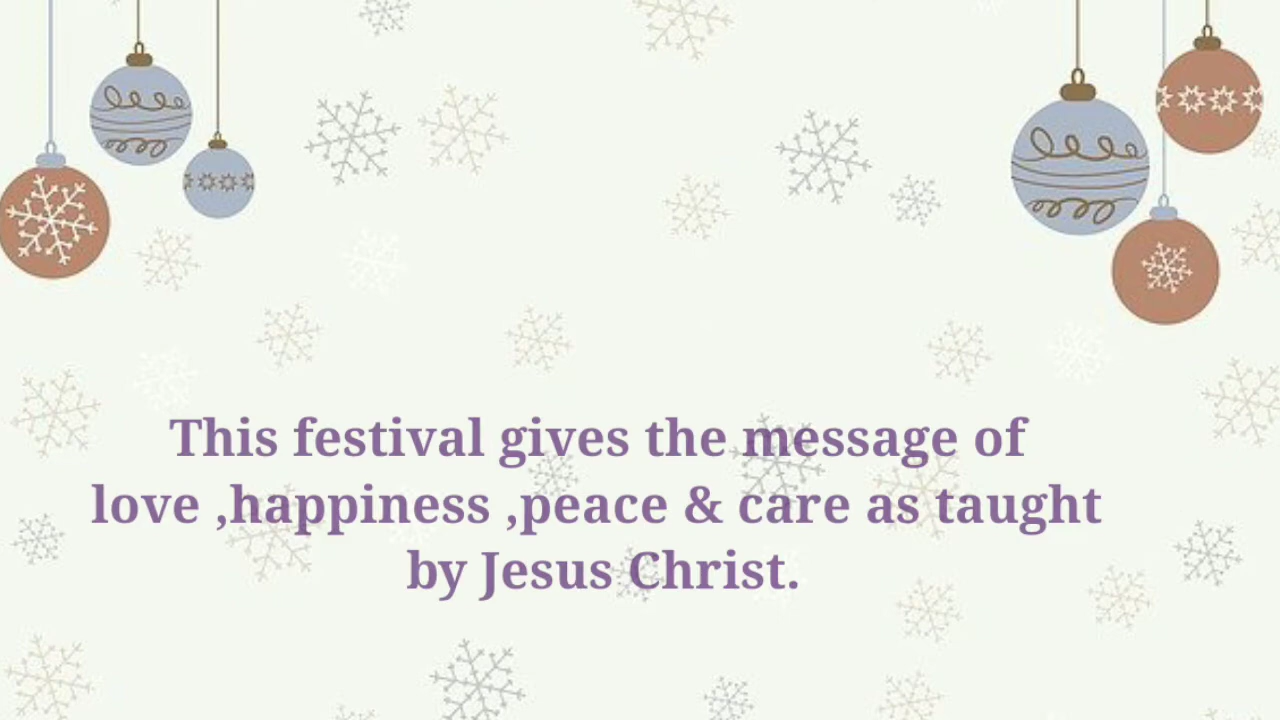 This festival gives the message of
love ,happiness ,peace & care as taught
by Jesus Christ.